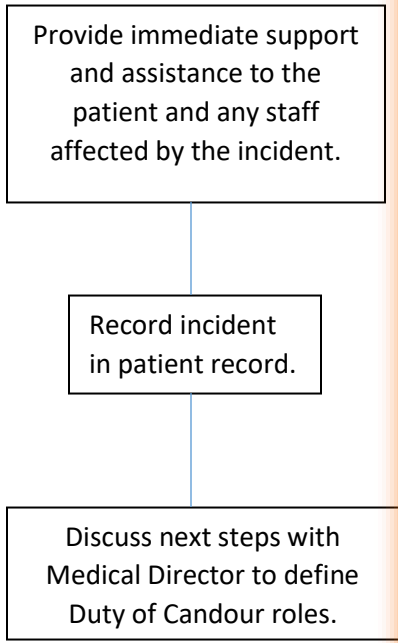 Provide immediate support
and assistance to the
patient and any staff
affected by the incident.
Record incident
in patient record.
Discuss next steps with
Medical Director to define
Duty of Candour roles.